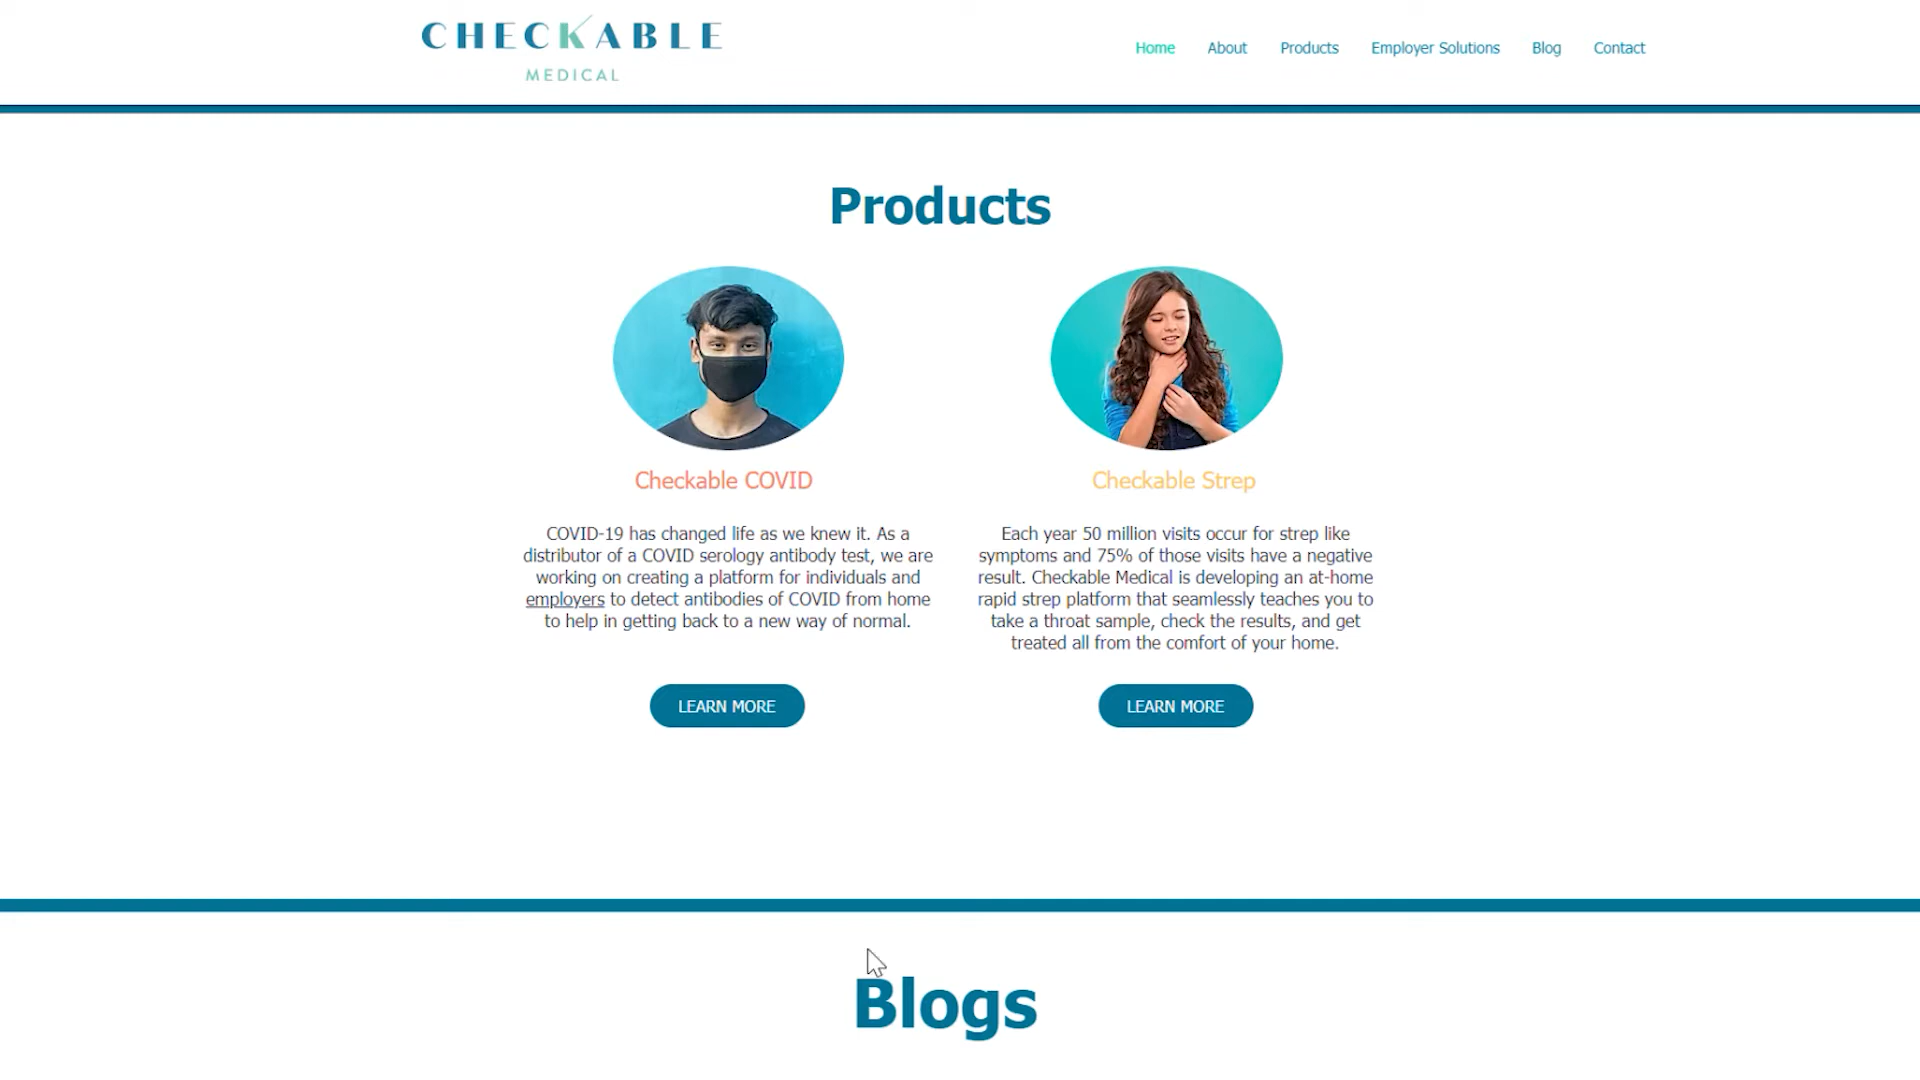 CHECKABLE
MEDICAL
Home About Products Employer Solutions Blog Contact
Products
Checkable COVID
COVID-19 has changed life as we knew it. As a
distributor of a COVID serology antibody test, we are
working on creating a platform for individuals and
employers to detect antibodies of COVID from home
to help in getting back to a new way of normal.
LEARN MORE
Checkable Strep
Each year 50 million visits occur for strep like
symptoms and 75% of those visits have a negative
result. Checkable Medical is developing an at-home
rapid strep platform that seamlessly teaches you to
take a throat sample, check the results, and get
treated all from the comfort of your home.
LEARN MORE
Blogs